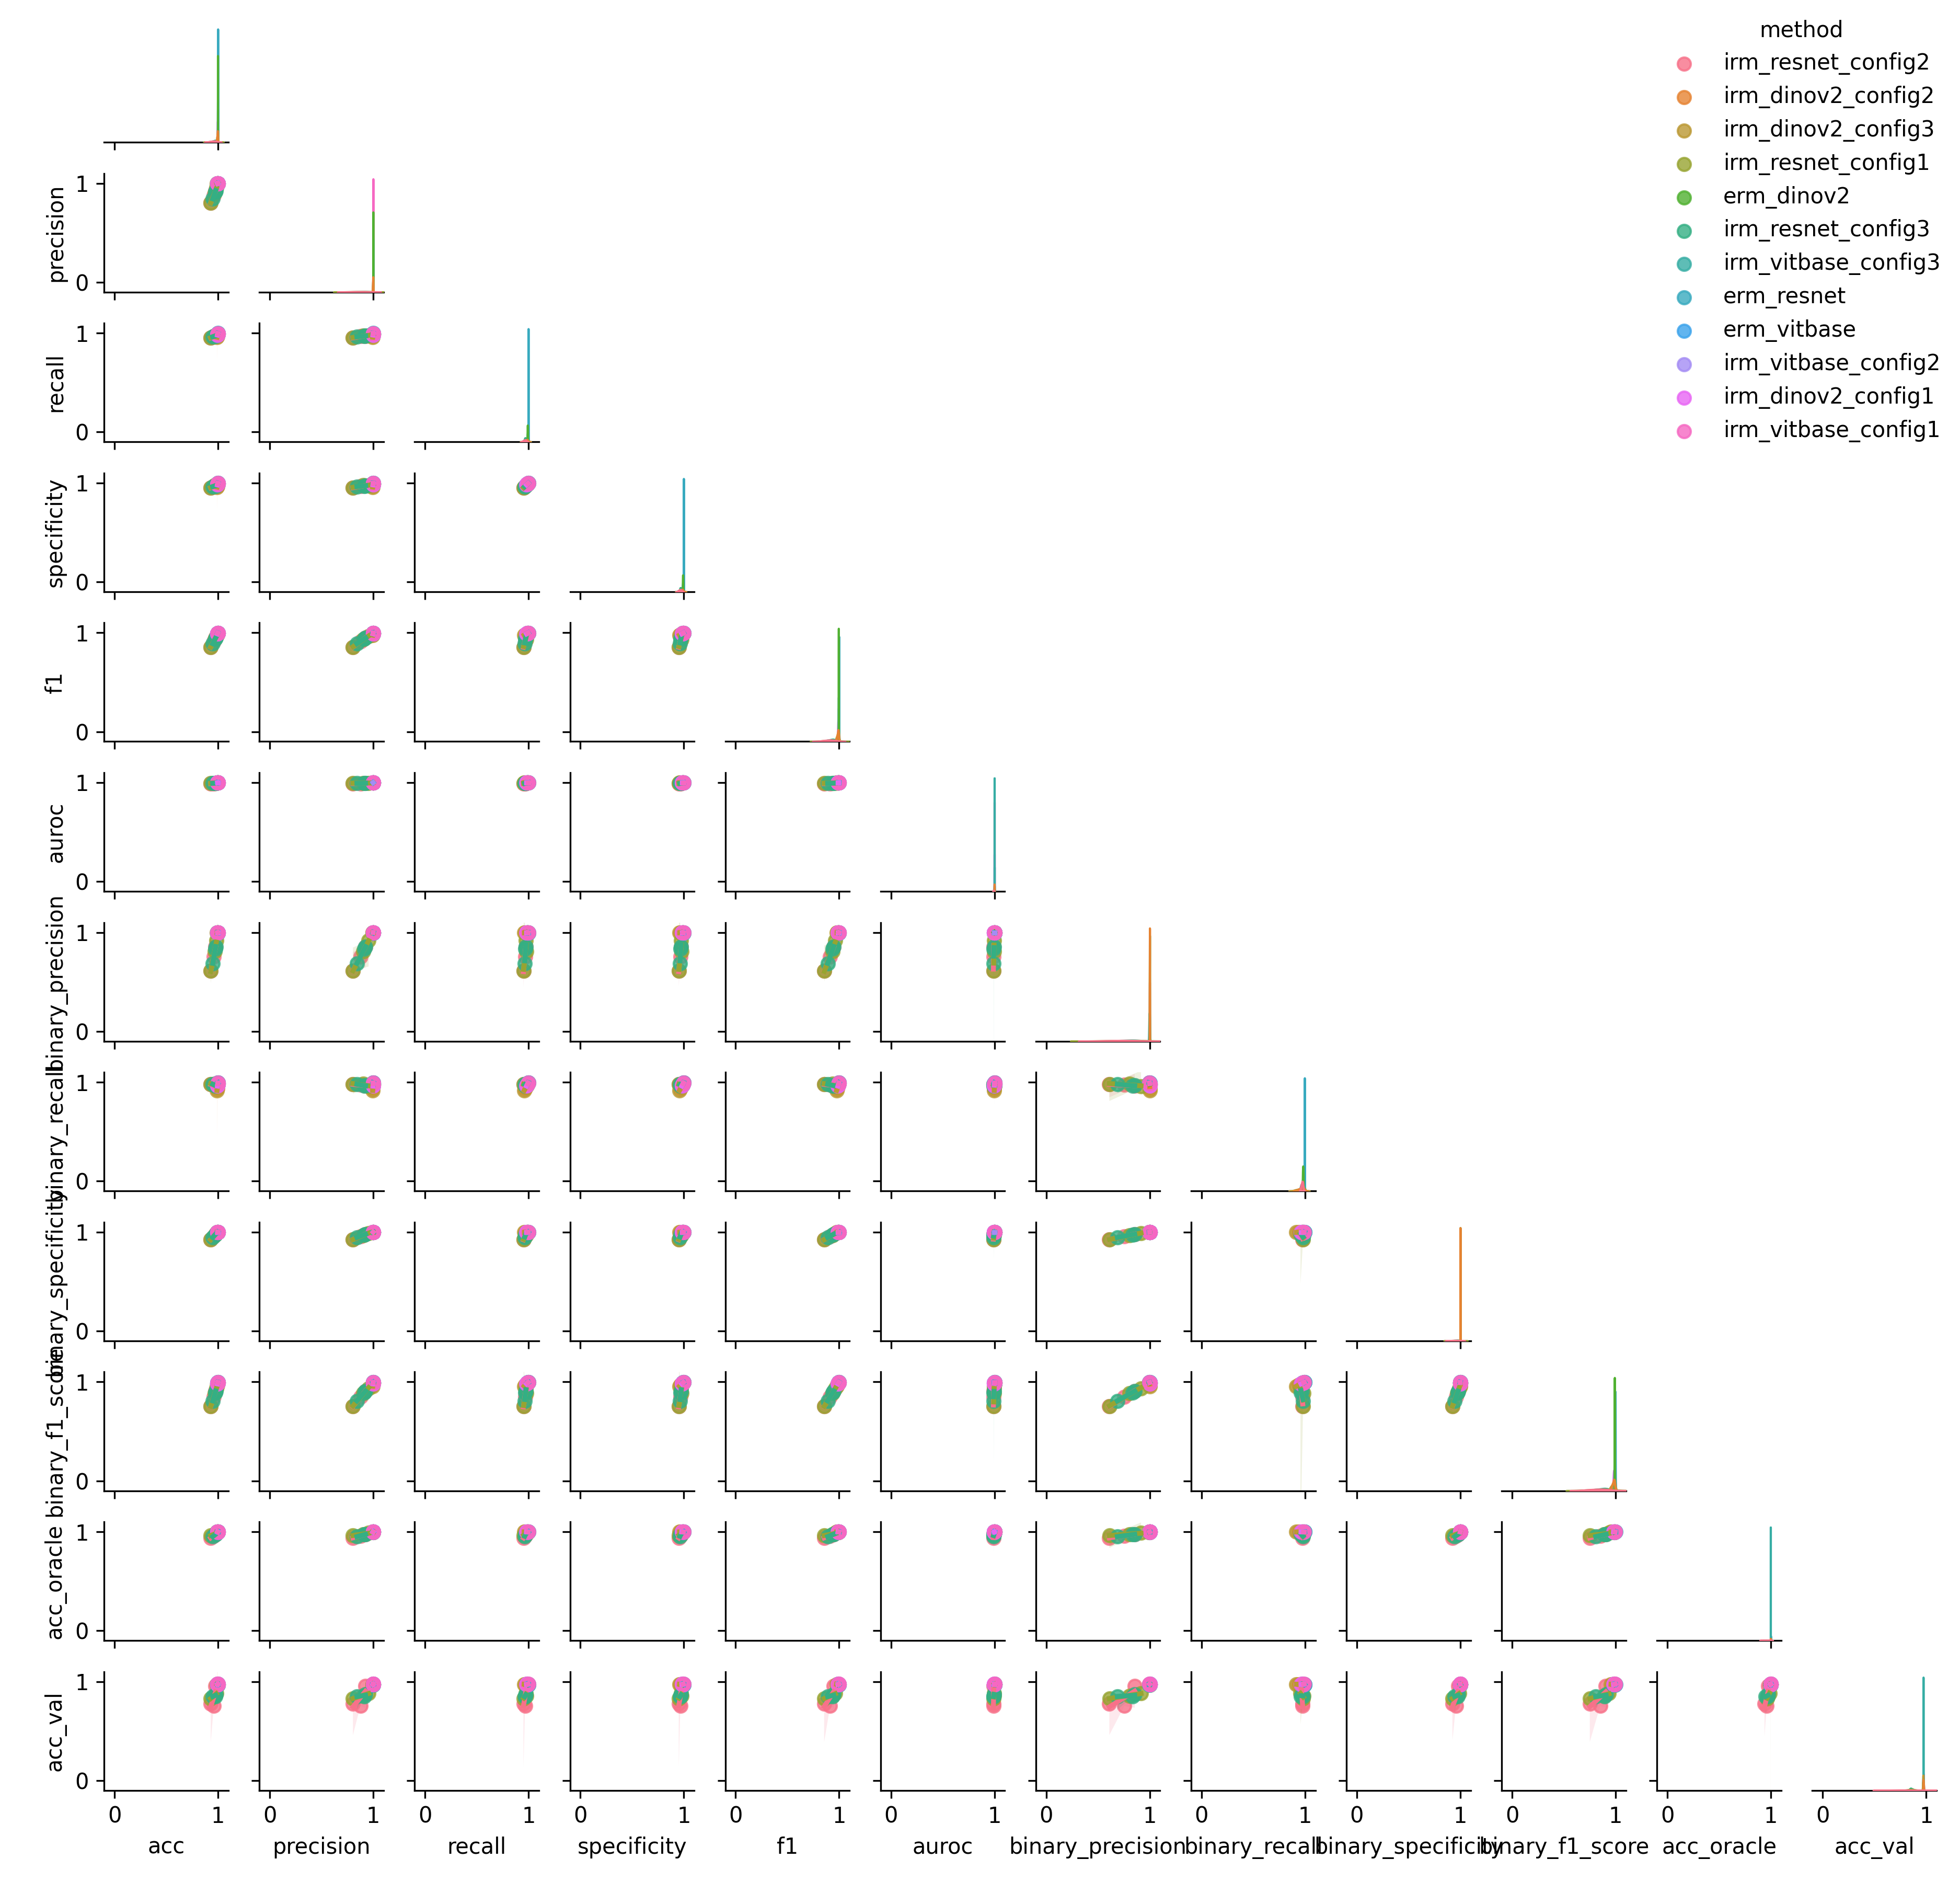 method
irm_resnet_config2
irm_dinov2_config2
irm_dinov2_config3
irm_resnet_config1
erm_dinov2
irm_resnet_config3
irm_vitbase_config3
erm_resnet
erm_vitbase
irm_vitbase_config2
irm_dinov2_config1
irm_vitbase_config1
1
precision
0
1
recall
0
1
specificity
0
1
f1
0
1
auroc
0
1
binary_precision
0
1
binary_recall
0
1
binary_specificity
0
1
binary_f1_score
0
1
acc_oracle
0
1
acc_val
0
0 1 0 1 0 1 0 1 0 1 0 1 0 1 0 1 0 1 0 1 0 1 0 1
acc precision recall specificity f1 auroc binary_precision binary_recall binary_specificity binary_f1_score acc_oracle acc_val